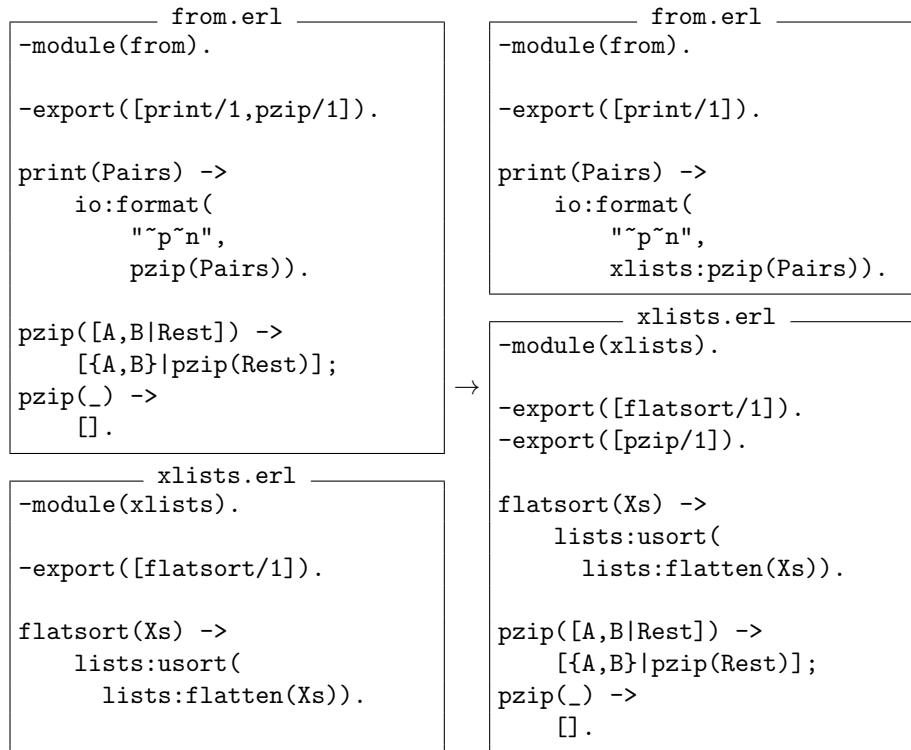 from.erl
-module(from).
-export([print/1,pzip/1]).
print(Pairs) ->
    io:format(
        "~p~n",
        pzip(Pairs)).
pzip([A,B|Rest]) ->
    [{A,B}|pzip(Rest)];
pzip(_) ->
    [].
xlists.erl
-module(xlists).
-export([flatsort/1]).
flatsort(Xs) ->
    lists:usort(
      lists:flatten(Xs)).
→
from.erl
-module(from).
-export([print/1]).
print(Pairs) ->
    io:format(
        "~p~n",
        xlists:pzip(Pairs)).
xlists.erl
-module(xlists).
-export([flatsort/1]).
-export([pzip/1]).
flatsort(Xs) ->
    lists:usort(
      lists:flatten(Xs)).
pzip([A,B|Rest]) ->
    [{A,B}|pzip(Rest)];
pzip(_) ->
    [].